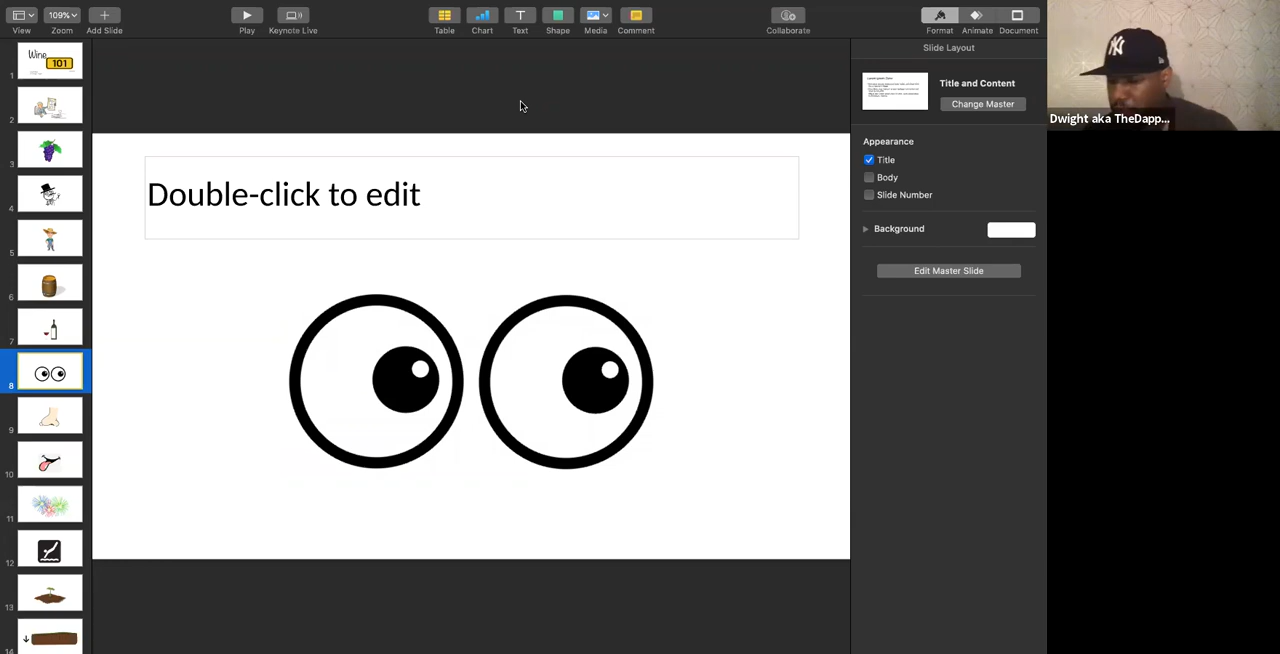 View
109%
Zoom
Add Slide
Play
Keynote Live
Table
Chart
Text
Shape
Media
Comment
Collaborate
Format
Animate
Document
Slide Layout
Title and Content
Change Master
Appearance
Title
Body
Slide Number
Background
Edit Master Slide
Double-click to edit
Wine
101
1
2
3
4
5
6
7
8
9
10
11
12
13
14
Dwight aka TheDapp...
NY